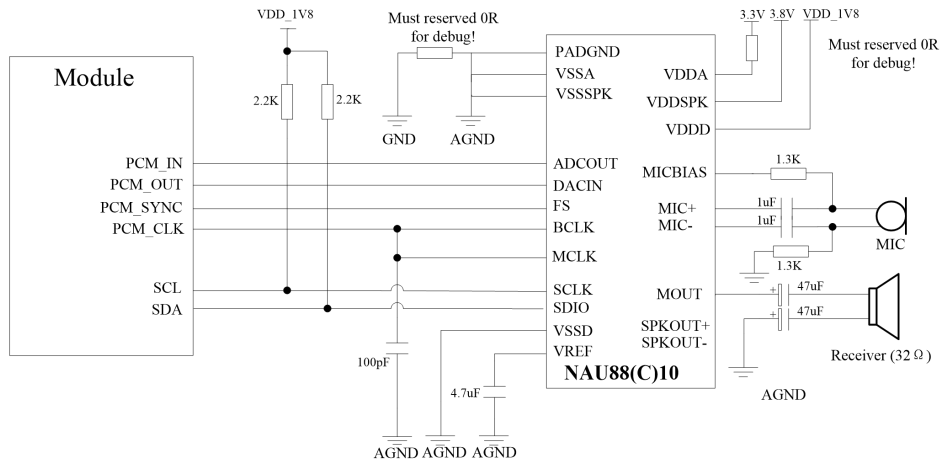 VDD_1V8
Must reserved 0R
for debug!
3.3V
3.8V
VDD_1V8
Must reserved 0R
for debug!
Module
2.2K
2.2K
GND
AGND
PADGND
VSSA
VSSSPK
VDDA
VDDSPK
VDDD
PCM_IN
PCM_OUT
PCM_SYNC
PCM_CLK
SCL
SDA
ADCOUT
DACIN
FS
BCLK
MCLK
SCLK
SDIO
VSSD
VREF
MICBIAS
MIC+
MIC-
MOUT
SPKOUT+
SPKOUT-
NAU88(C)10
1.3K
1uF
1uF
MIC
1.3K
47uF
+
47uF
+
Receiver (32Ω)
AGND
100pF
4.7uF
AGND
AGND
AGND